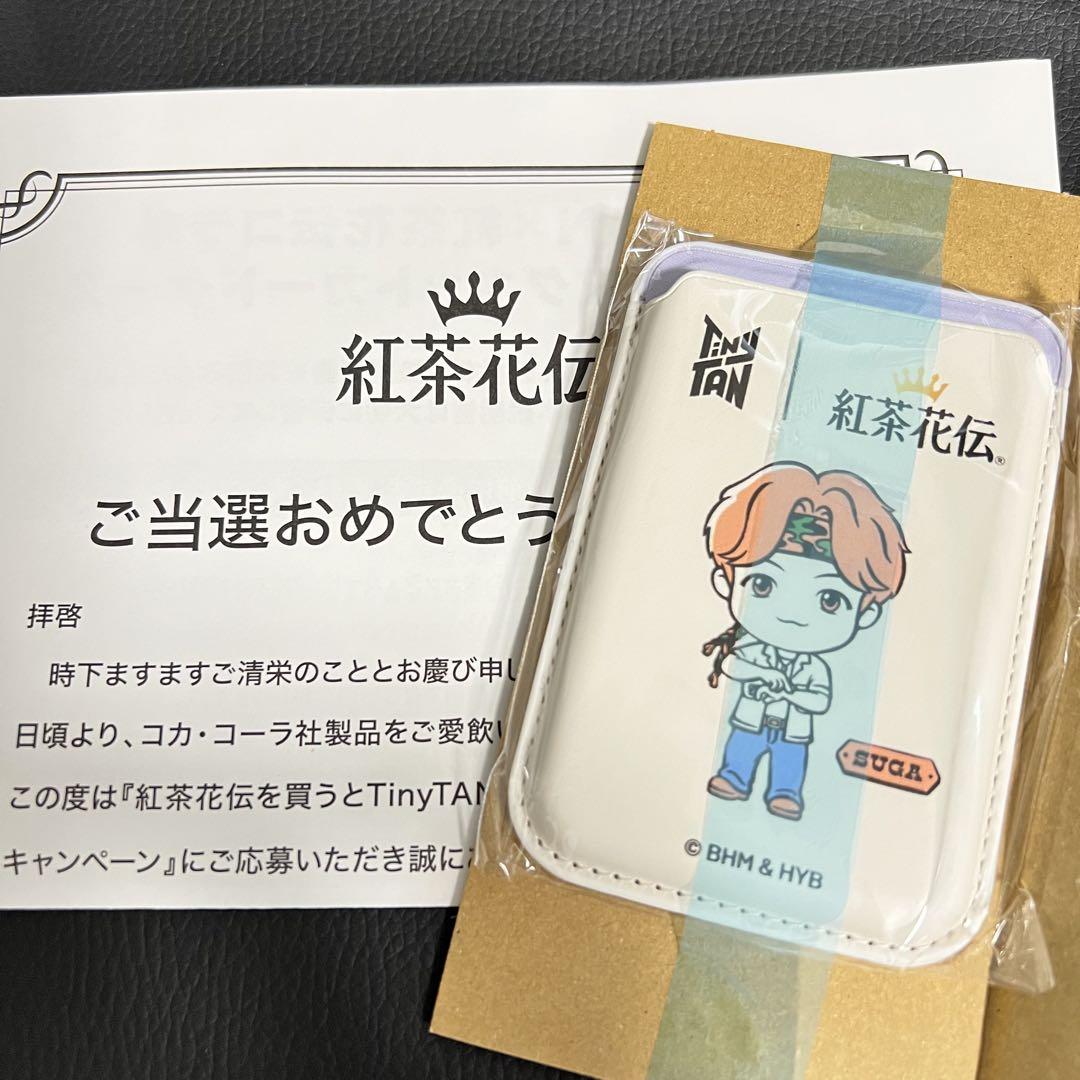 紅茶花伝
ご当選おめでとう
拝啓
時下ますますご清栄のこととお慶び申し
日頃より、コカ・コーラ社製品をご愛飲い
この度は『紅茶花伝を買うとTinyTAN
キャンペーン』にご応募いただき誠に
TinyTAN
紅茶花伝®
SUGA
© BHM & HYB